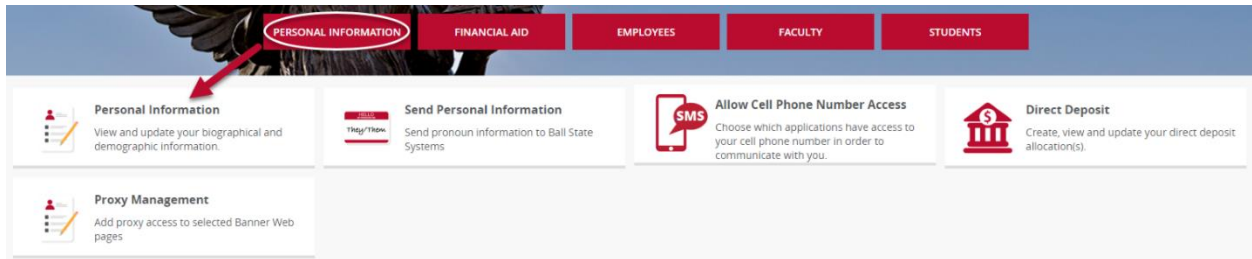 PERSONAL INFORMATION
FINANCIAL AID
EMPLOYEES
FACULTY
STUDENTS
Personal Information
View and update your biographical and
demographic information.
HELLO
They/Them
Send Personal Information
Send pronoun information to Ball State
Systems
SMS
Allow Cell Phone Number Access
Choose which applications have access to
your cell phone number in order to
communicate with you.
$
Direct Deposit
Create, view and update your direct deposit
allocation(s).
Proxy Management
Add proxy access to selected Banner Web
pages